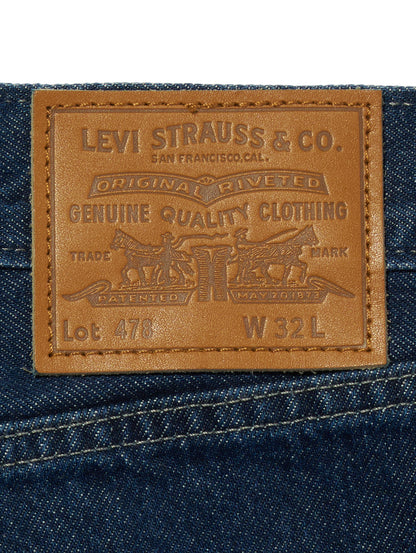 LEVI STRAUSS & CO.
SAN FRANCISCO, CAL.
ORIGINAL RIVETED
GENUINE QUALITY CLOTHING
TRADE MARK
PATENTED MAY 20 1873
Lot 478 W 32 L